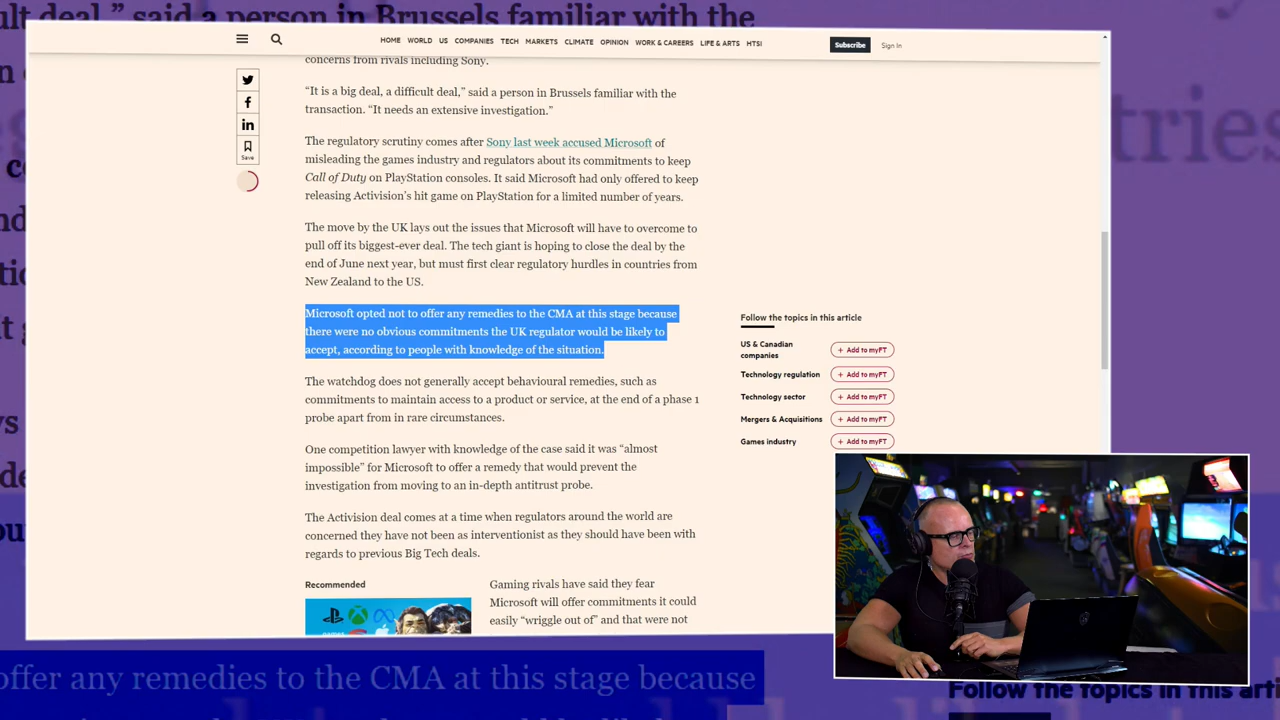 ult deal,” said a person in Brussels familiar with the
HOME WORLD US COMPANIES TECH MARKETS CLIMATE OPINION WORK & CAREERS LIFE & ARTS HTSI
Subscribe Sign In
concerns from rivals including Sony.
“It is a big deal, a difficult deal,” said a person in Brussels familiar with the
transaction. “It needs an extensive investigation.”
Save
The regulatory scrutiny comes after Sony last week accused Microsoft of
misleading the games industry and regulators about its commitments to keep
Call of Duty on PlayStation consoles. It said Microsoft had only offered to keep
releasing Activision’s hit game on PlayStation for a limited number of years.
The move by the UK lays out the issues that Microsoft will have to overcome to
pull off its biggest-ever deal. The tech giant is hoping to close the deal by the
end of June next year, but must first clear regulatory hurdles in countries from
New Zealand to the US.
Microsoft opted not to offer any remedies to the CMA at this stage because
there were no obvious commitments the UK regulator would be likely to
accept, according to people with knowledge of the situation.
The watchdog does not generally accept behavioural remedies, such as
commitments to maintain access to a product or service, at the end of a phase 1
probe apart from in rare circumstances.
One competition lawyer with knowledge of the case said it was “almost
impossible” for Microsoft to offer a remedy that would prevent the
investigation from moving to an in-depth antitrust probe.
The Activision deal comes at a time when regulators around the world are
concerned they have not been as interventionist as they should have been with
regards to previous Big Tech deals.
Recommended
Gaming rivals have said they fear
Microsoft will offer commitments it could
easily “wriggle out of” and that were not
Follow the topics in this article
US & Canadian
companies
+ Add to myFT
Technology regulation + Add to myFT
Technology sector + Add to myFT
Mergers & Acquisitions + Add to myFT
Games industry + Add to myFT
tries
offer any remedies to the CMA at this stage because
Follow the topics in this arti